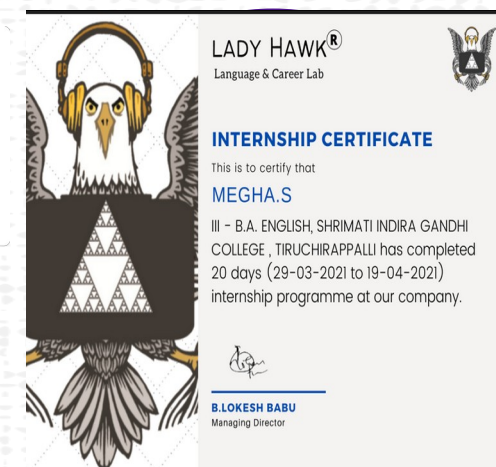 LADY HAWK®
Language & Career Lab
INTERNSHIP CERTIFICATE
This is to certify that
MEGHA.S
III - B.A. ENGLISH, SHRIMATI INDIRA GANDHI
COLLEGE , TIRUCHIRAPPALLI has completed
20 days (29-03-2021 to 19-04-2021)
internship programme at our company.
B.LOKESH BABU
Managing Director